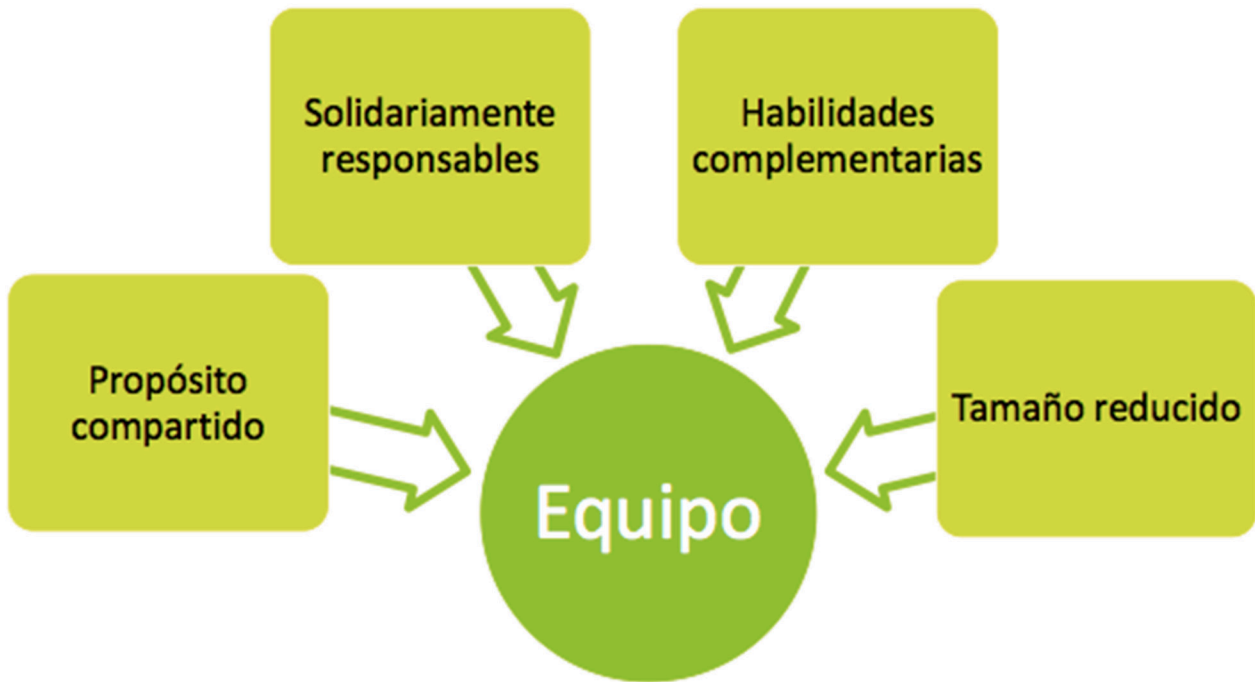 Solidariamente
responsables
Habilidades
complementarias
Propósito
compartido
Tamaño reducido
Equipo